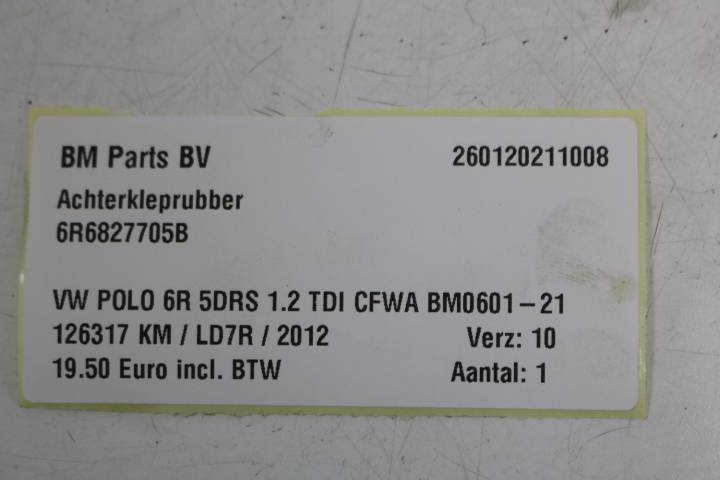 BM Parts BV 260120211008
Achterkleprubber
6R6827705B
VW POLO 6R 5DRS 1.2 TDI CFWA BM0601-21
126317 KM / LD7R / 2012 Verz: 10
19.50 Euro incl. BTW Aantal: 1